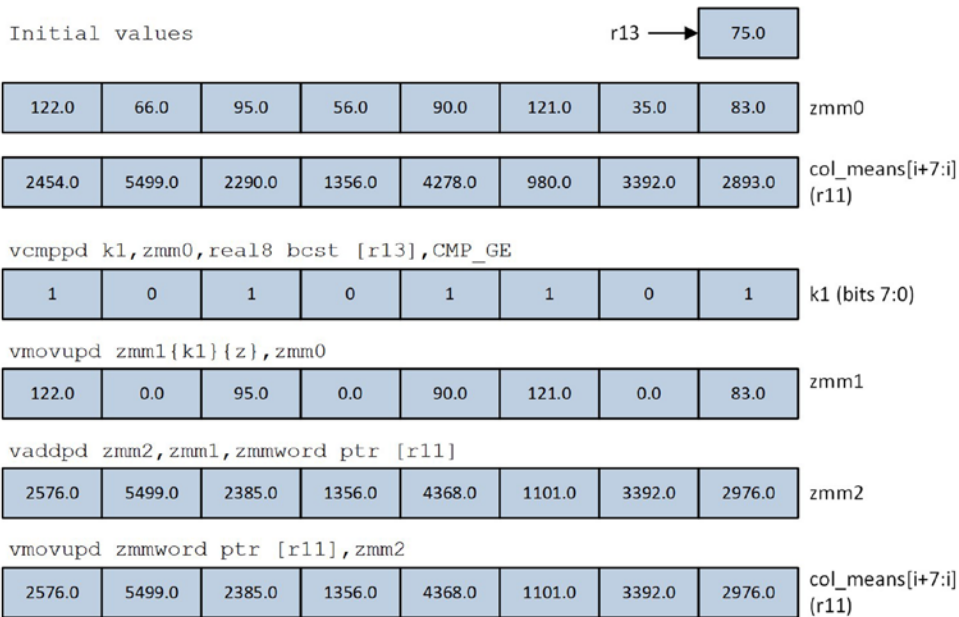 Initial values r13 75.0
122.0 66.0 95.0 56.0 90.0 121.0 35.0 83.0 zmm0
2454.0 5499.0 2290.0 1356.0 4278.0 980.0 3392.0 2893.0 col_means[i+7:i]
(r11)
vcmppd k1,zmm0,real8 bcst [r13],CMP_GE
1 0 1 0 1 1 0 1 k1 (bits 7:0)
vmovupd zmm1{k1}{z},zmm0
122.0 0.0 95.0 0.0 90.0 121.0 0.0 83.0 zmm1
vaddpd zmm2,zmm1,zmmword ptr [r11]
2576.0 5499.0 2385.0 1356.0 4368.0 1101.0 3392.0 2976.0 zmm2
vmovupd zmmword ptr [r11],zmm2
2576.0 5499.0 2385.0 1356.0 4368.0 1101.0 3392.0 2976.0 col_means[i+7:i]
(r11)